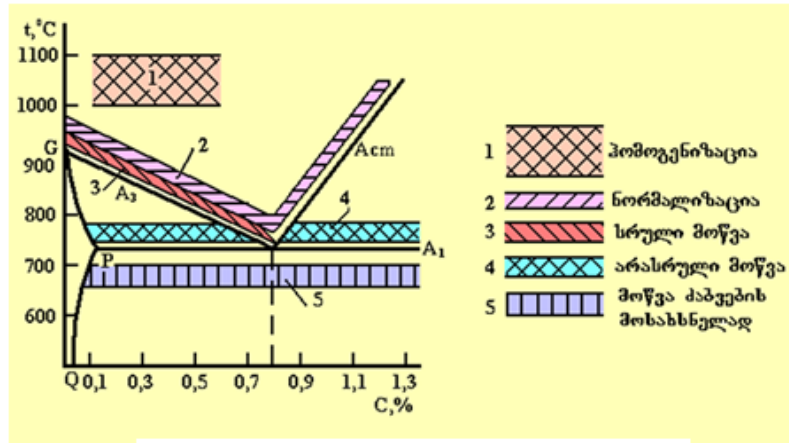 t,°C
1100
1
1000
G
2
900
3
A₃
Acm
4
800
A₁
700
P
5
600
Q 0,1 0,3 0,5 0,7 0,9 1,1 1,3
C,%
1 ჰომოგენიზაცია
2 ნორმალიზაცია
3 სრული მოწვა
4 არასრული მოწვა
5 მოწვა ძაბვების
მოსახსნელად